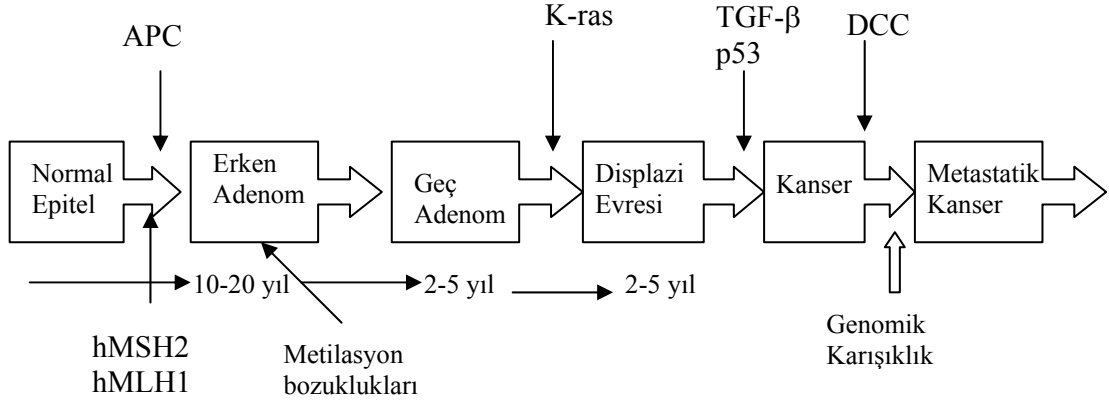 APC
K-ras
TGF-β
p53
DCC
Normal
Epitel
Erken
Adenom
Geç
Adenom
Displazi
Evresi
Kanser
Metastatik
Kanser
10-20 yıl
2-5 yıl
2-5 yıl
hMSH2
hMLH1
Metilasyon
bozuklukları
Genomik
Karışıklık